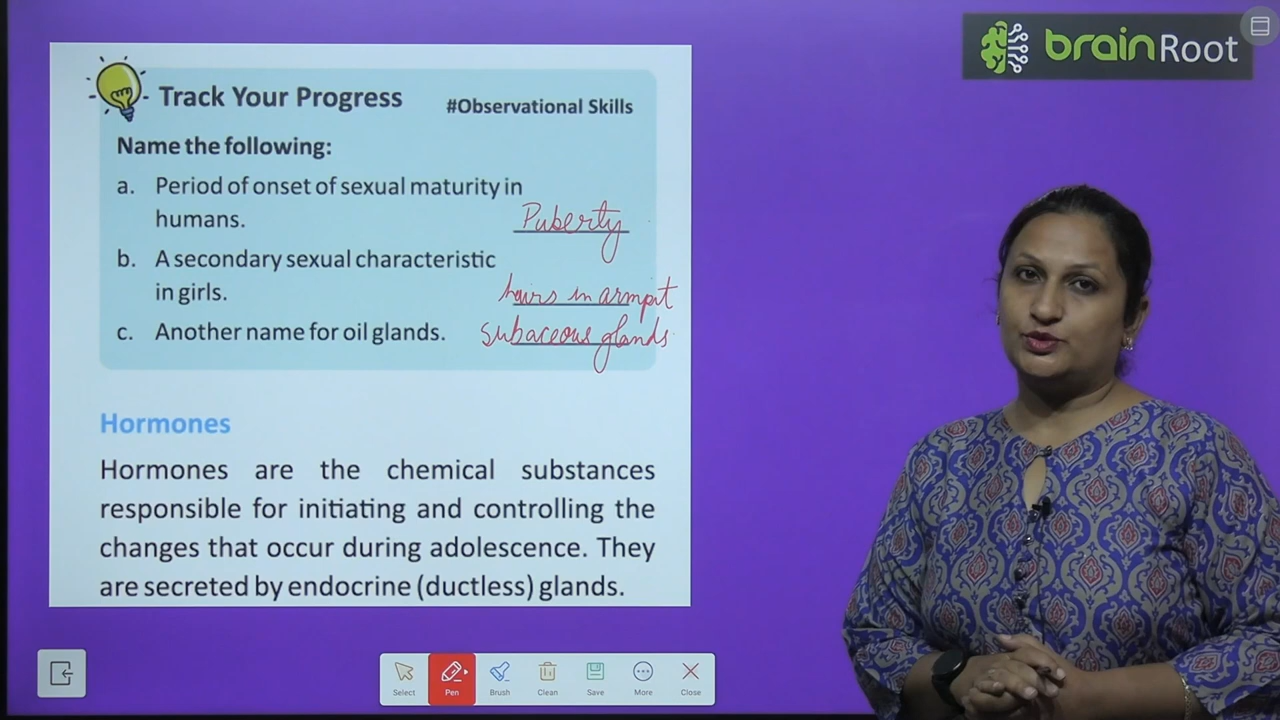 brainRoot
Track Your Progress #Observational Skills
Name the following:
a. Period of onset of sexual maturity in
humans. Puberty
b. A secondary sexual characteristic
in girls. hairs in armpit
c. Another name for oil glands. subaceous glands
Hormones
Hormones are the chemical substances
responsible for initiating and controlling the
changes that occur during adolescence. They
are secreted by endocrine (ductless) glands.
Select Pen Brush Clean Save More Close